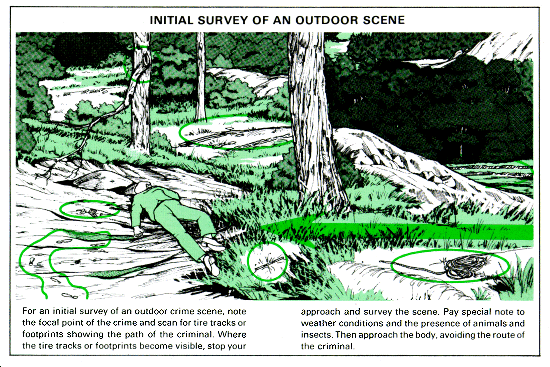 INITIAL SURVEY OF AN OUTDOOR SCENE
For an initial survey of an outdoor crime scene, note
the focal point of the crime and scan for tire tracks or
footprints showing the path of the criminal. Where
the tire tracks or footprints become visible, stop your
approach and survey the scene. Pay special note to
weather conditions and the presence of animals and
insects. Then approach the body, avoiding the route of
the criminal.